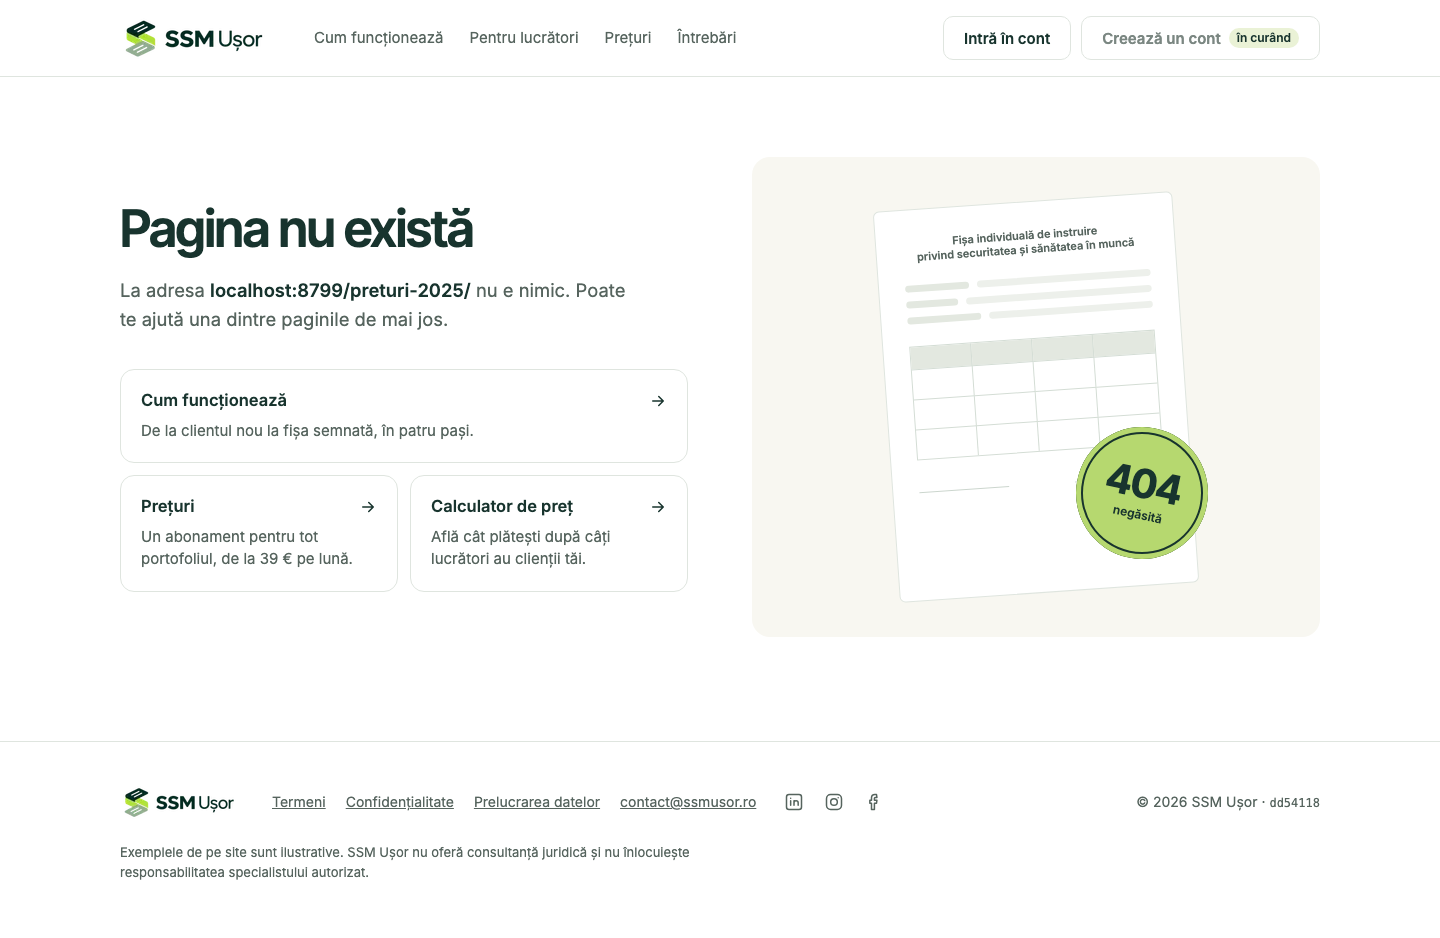 SSM Ușor
Cum funcționează
Pentru lucrători
Prețuri
Întrebări
Intră în cont
Creează un cont în curând
Pagina nu există
La adresa localhost:8799/preturi-2025/ nu e nimic. Poate
te ajută una dintre paginile de mai jos.
Cum funcționează →
De la clientul nou la fișa semnată, în patru pași.
Prețuri →
Un abonament pentru tot
portofoliul, de la 39 € pe lună.
Calculator de preț →
Află cât plătești după câți
lucrători au clienții tăi.
Fișa individuală de instruire
privind securitatea și sănătatea în muncă
404
negăsită
SSM Ușor
Termeni
Confidențialitate
Prelucrarea datelor
contact@ssmusor.ro
© 2026 SSM Ușor · dd54118
Exemplele de pe site sunt ilustrative. SSM Ușor nu oferă consultanță juridică și nu înlocuiește
responsabilitatea specialistului autorizat.